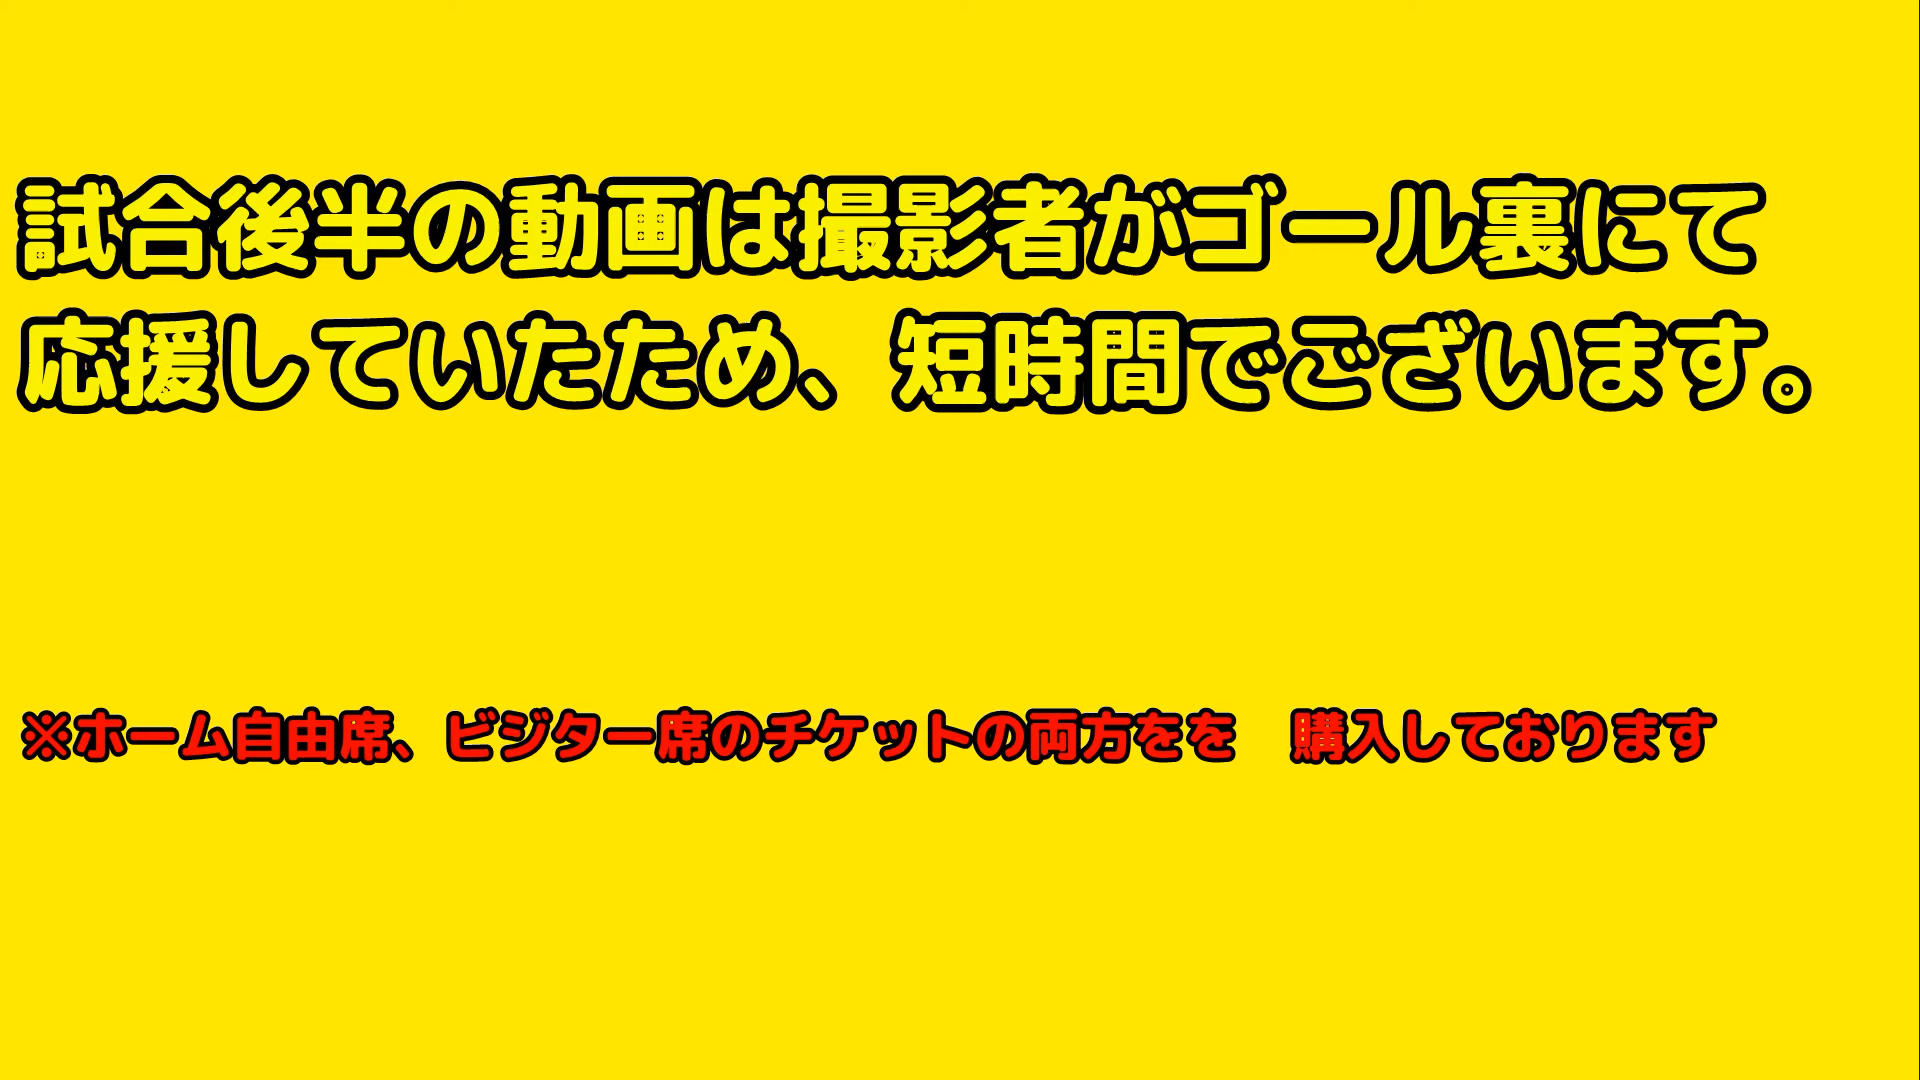 試合後半の動画は撮影者がゴール裏にて
応援していたため、短時間でございます。
※ホーム自由席、ビジター席のチケットの両方をを　購入しております